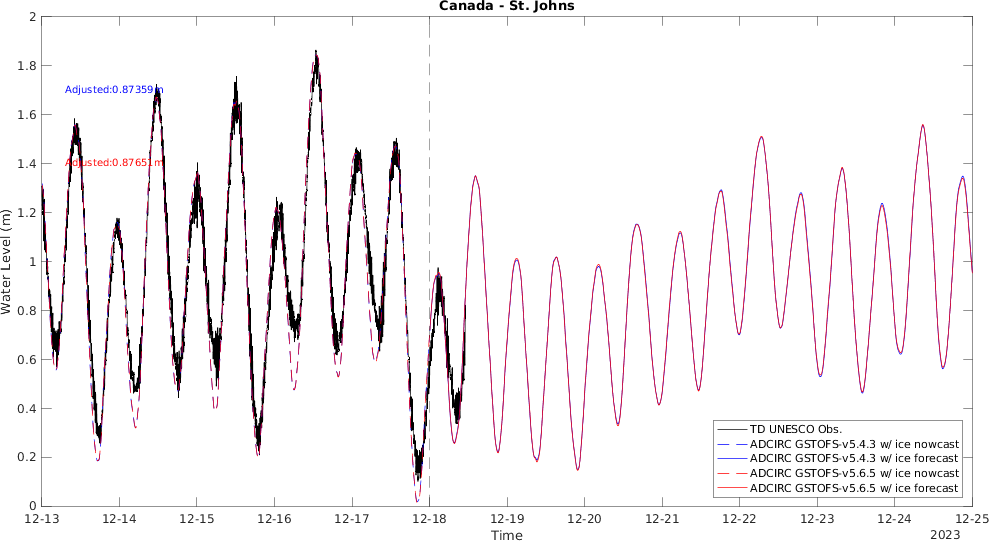 Canada - St. Johns
2
1.8
1.6
1.4
1.2
1
0.8
0.6
0.4
0.2
0
Water Level (m)
Adjusted:0.87359m
Adjusted:0.87651m
TD UNESCO Obs.
ADCIRC GSTOFS-v5.4.3 w/ ice nowcast
ADCIRC GSTOFS-v5.4.3 w/ ice forecast
ADCIRC GSTOFS-v5.6.5 w/ ice nowcast
ADCIRC GSTOFS-v5.6.5 w/ ice forecast
12-13 12-14 12-15 12-16 12-17 12-18 12-19 12-20 12-21 12-22 12-23 12-24 12-25
Time
2023